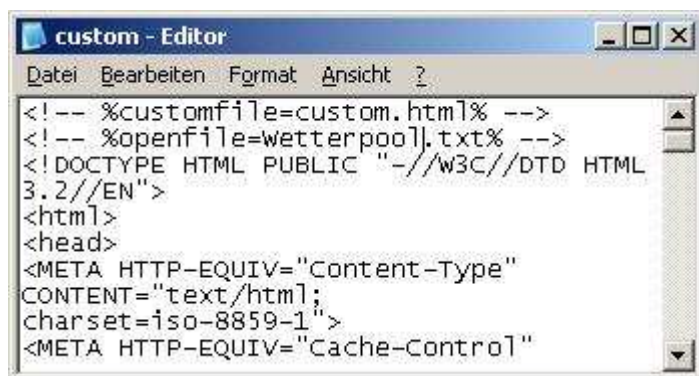 custom - Editor
Datei Bearbeiten Format Ansicht ?
<!-- %customfile=custom.html% -->
<!-- %openfile=Wetterpool.txt% -->
<!DOCTYPE HTML PUBLIC "-//W3C//DTD HTML
3.2//EN">
<html>
<head>
<META HTTP-EQUIV="Content-Type"
CONTENT="text/html;
charset=iso-8859-1">
<META HTTP-EQUIV="Cache-Control"